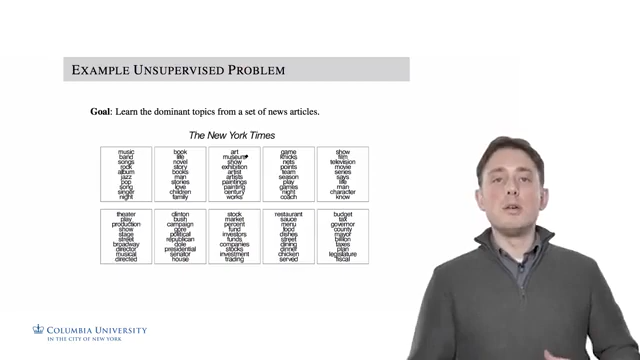 EXAMPLE UNSUPERVISED PROBLEM
Goal: Learn the dominant topics from a set of news articles.
The New York Times
music
band
songs
rock
album
jazz
pop
song
singer
night
book
life
novel
story
books
man
stories
love
children
family
art
museum
show
exhibition
artist
artists
paintings
painting
century
works
game
knicks
nets
points
team
season
play
games
night
coach
show
film
television
movie
series
says
life
man
character
know
theater
play
production
show
stage
street
broadway
director
musical
directed
clinton
bush
campaign
gore
political
republican
dole
presidential
senator
house
stock
market
percent
fund
investors
funds
companies
stocks
investment
trading
restaurant
sauce
menu
food
dishes
street
dining
dinner
chicken
served
budget
tax
governor
county
mayor
billion
taxes
plan
legislature
fiscal
COLUMBIA UNIVERSITY
IN THE CITY OF NEW YORK